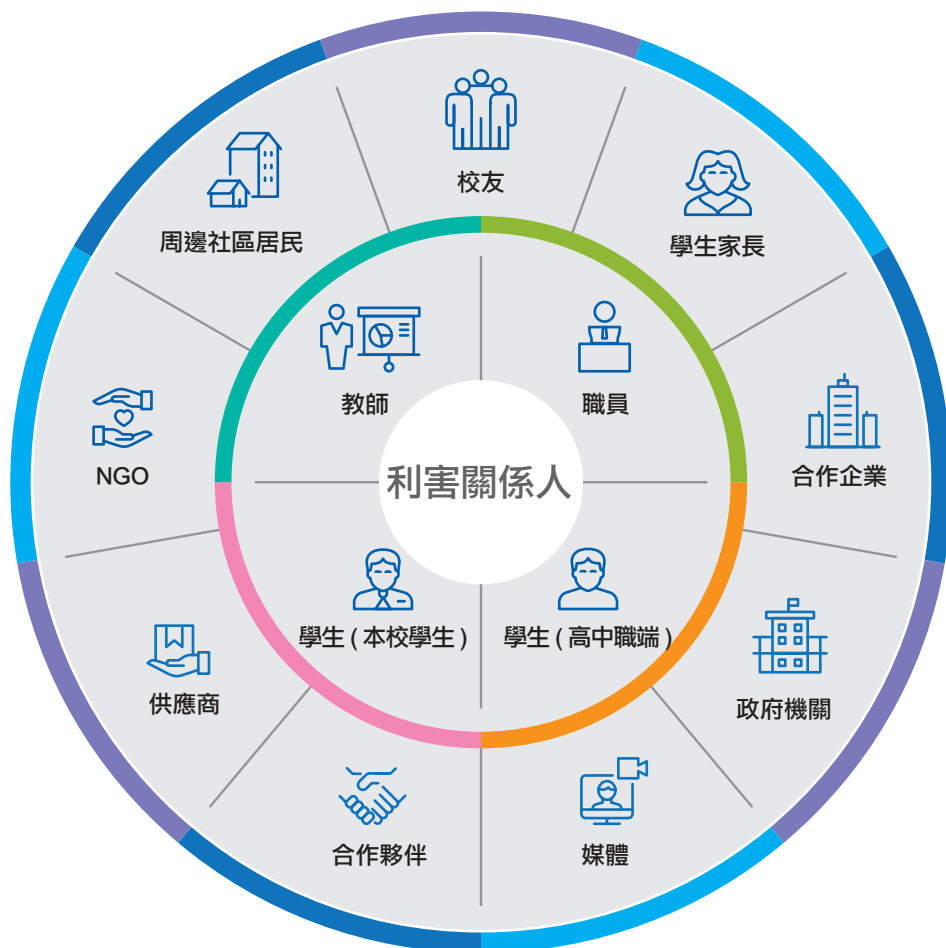 校友
周邊社區居民
學生家長
教師
職員
NGO
利害關係人
合作企業
學生 ( 本校學生 )
學生 ( 高中職端 )
供應商
政府機關
合作夥伴
媒體